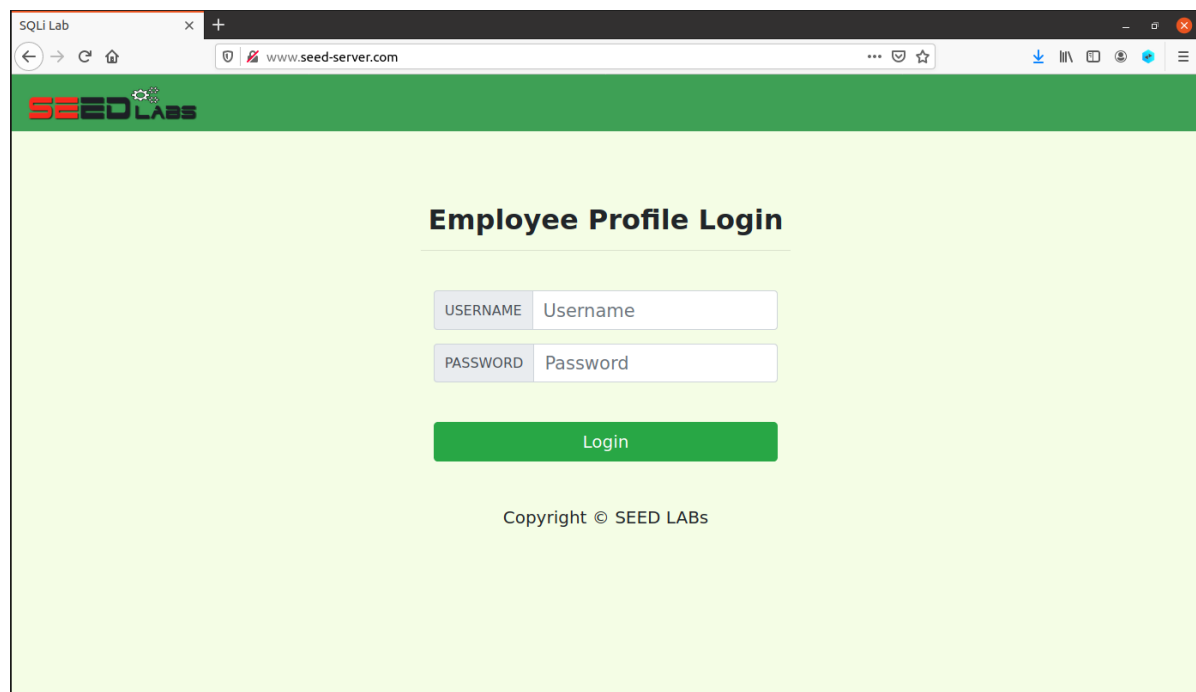 SQLi Lab
www.seed-server.com
SEED LABS
Employee Profile Login
USERNAME Username
PASSWORD Password
Login
Copyright © SEED LABs